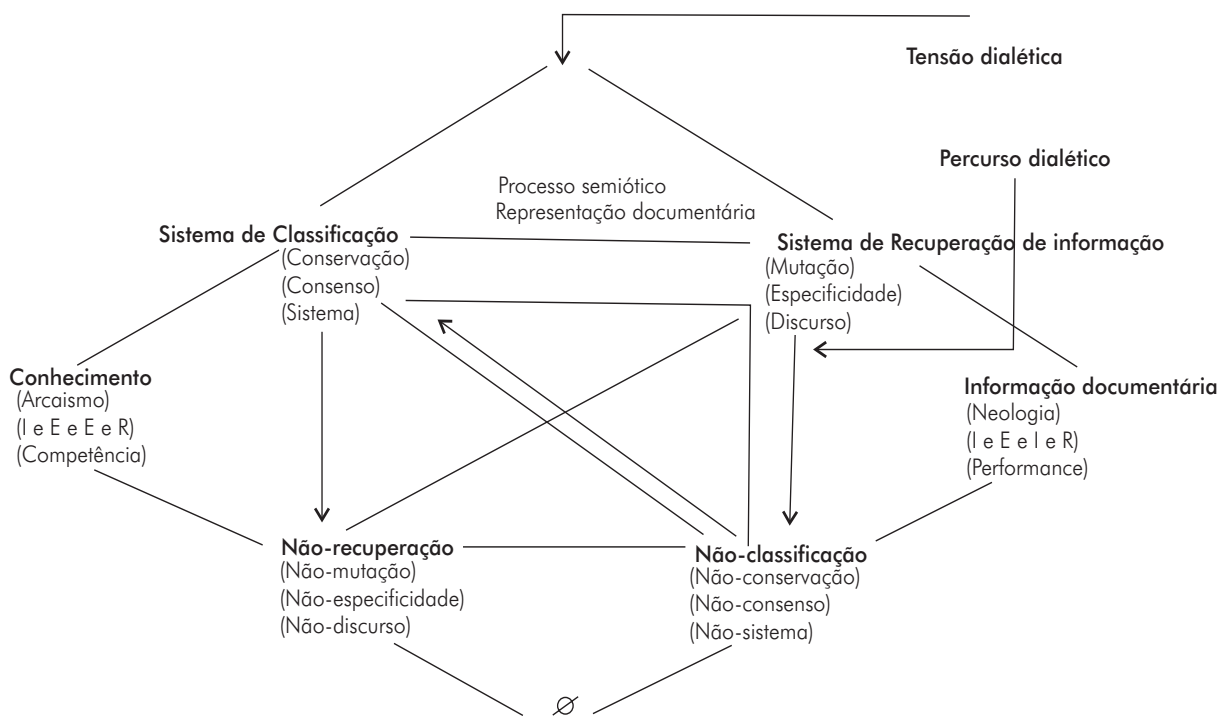 Tensão dialética
Percurso dialético
Processo semiótico
Representação documentária
Sistema de Classificação
(Conservação)
(Consenso)
(Sistema)
Sistema de Recuperação de informação
(Mutação)
(Especificidade)
(Discurso)
Conhecimento
(Arcaismo)
(I e E e E e R)
(Competência)
Informação documentária
(Neologia)
(I e E e I e R)
(Performance)
Não-recuperação
(Não-mutação)
(Não-especificidade)
(Não-discurso)
Não-classificação
(Não-conservação)
(Não-consenso)
(Não-sistema)
∅